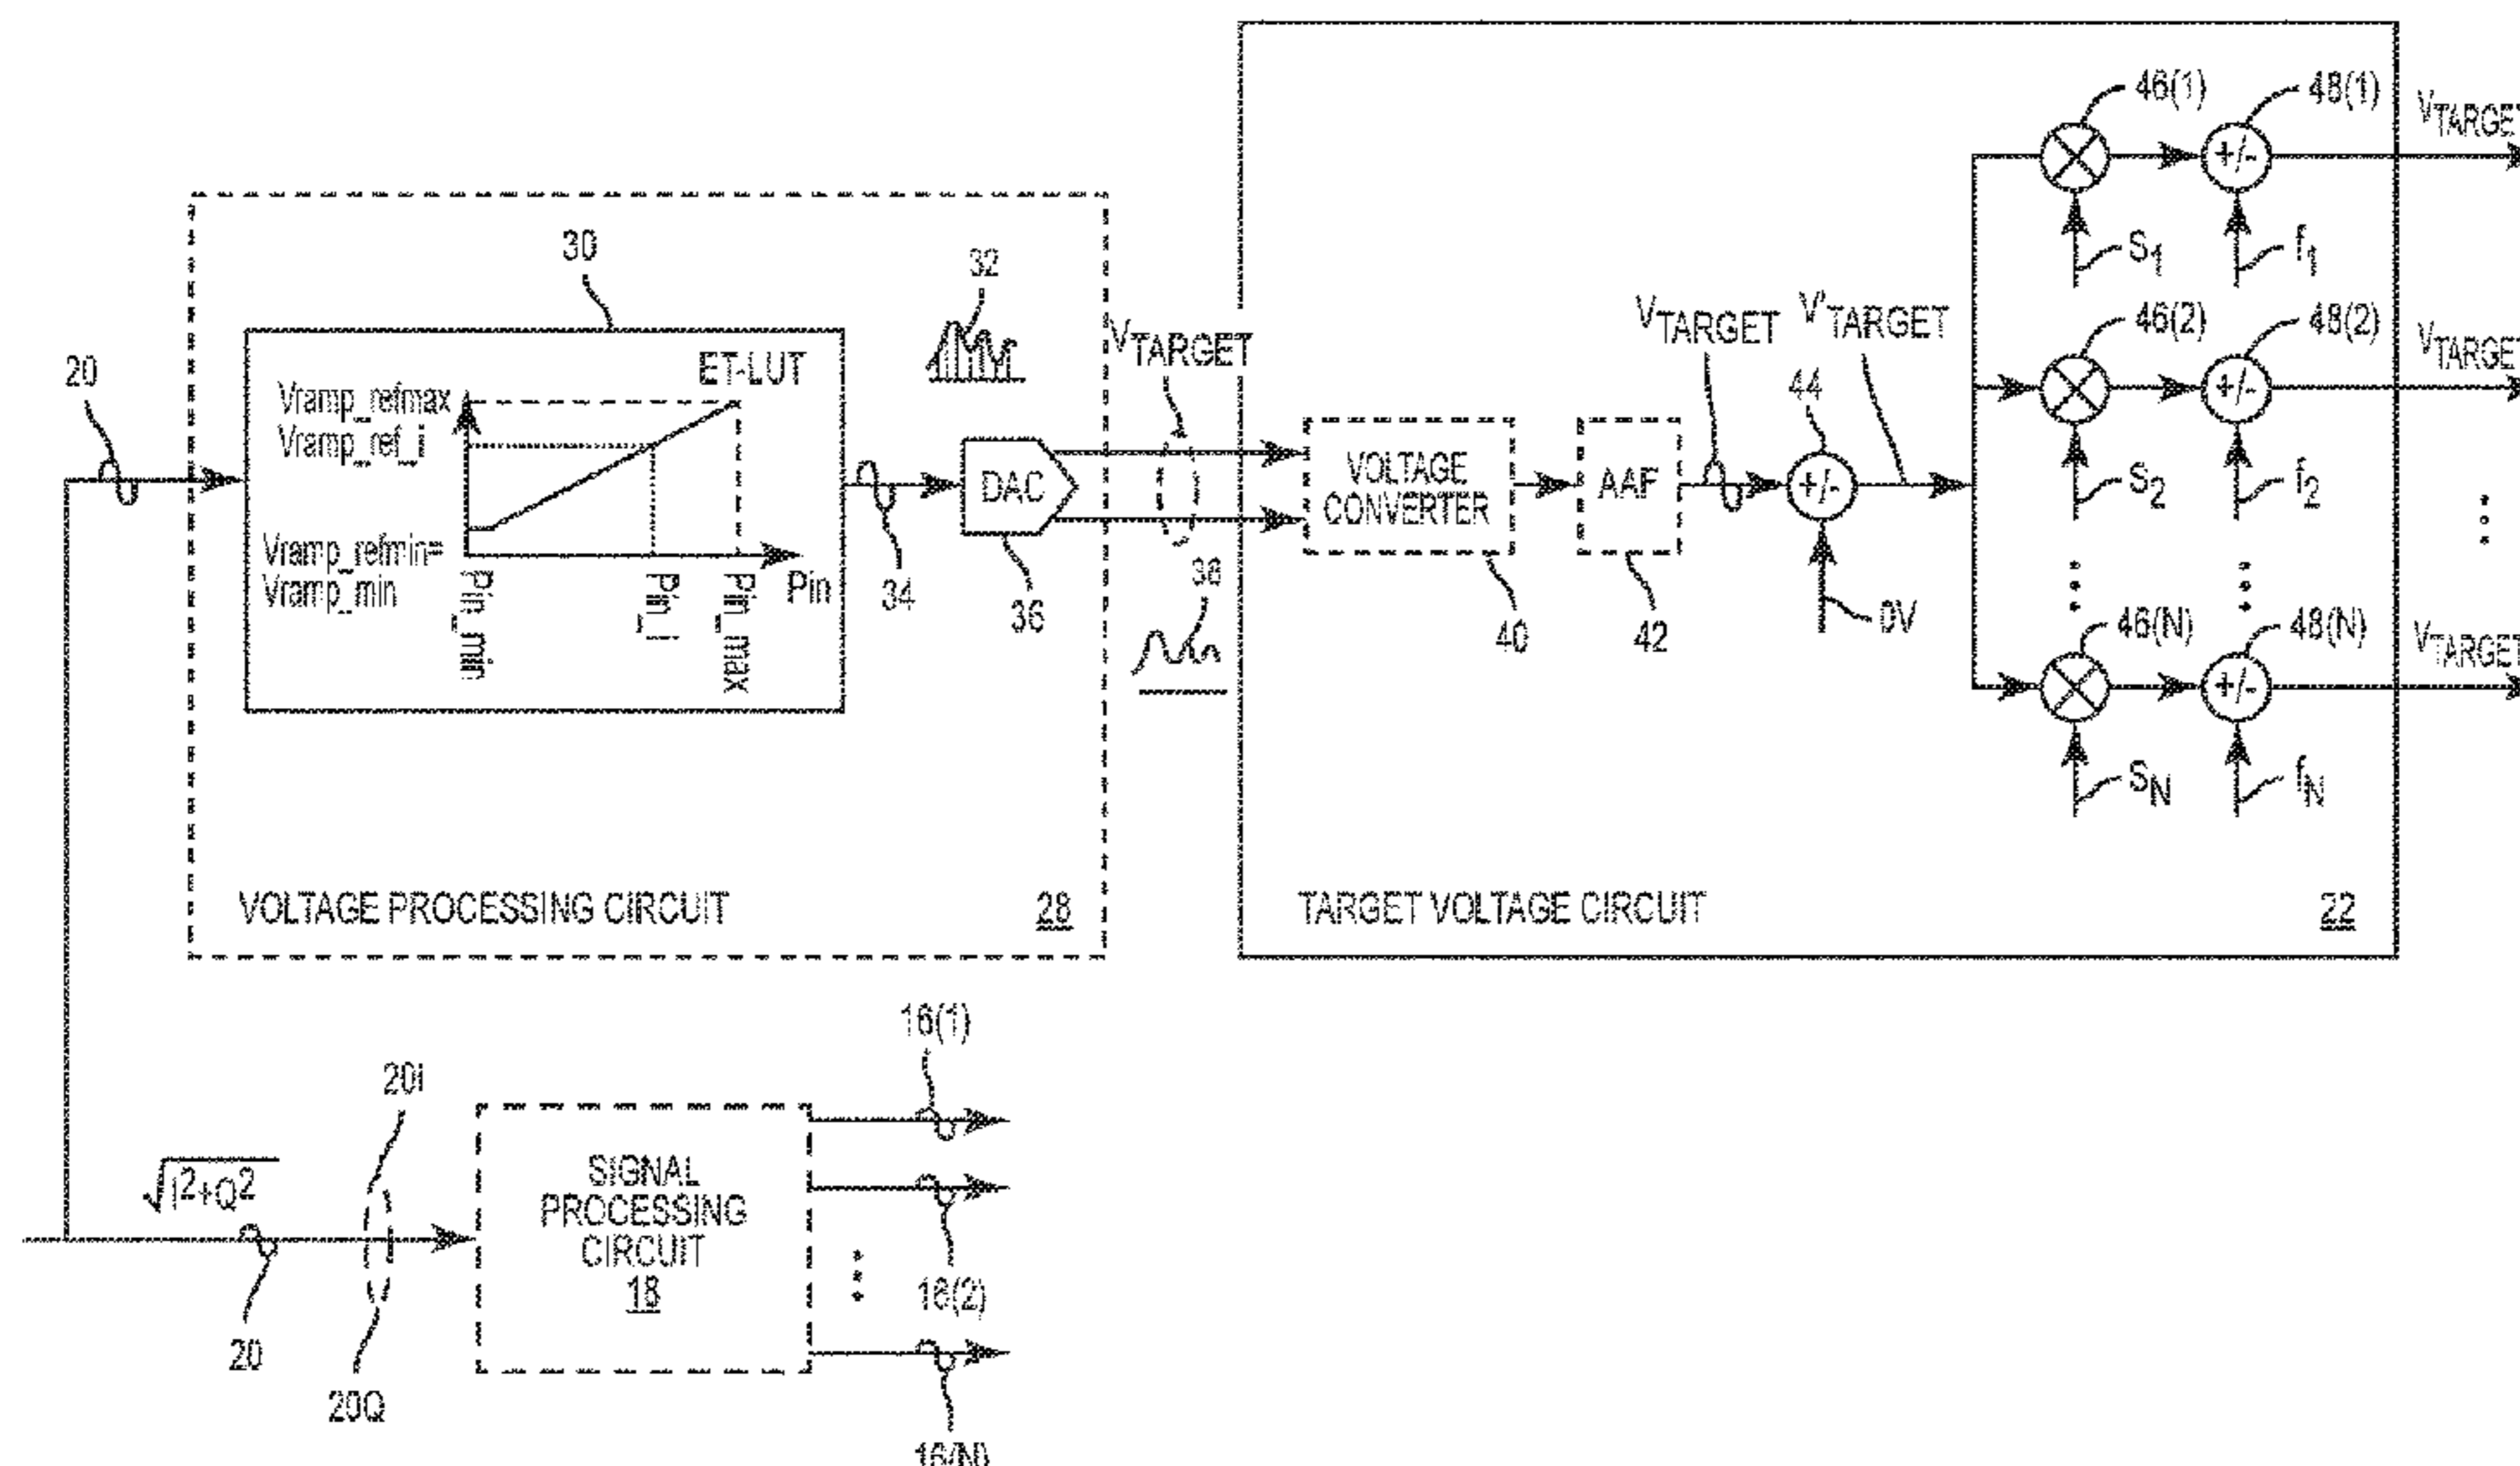 46(1)
48(1)
VTARGET
S1
f1
30
32
VTARGET
20
ET-LUT
Vramp_refmax
Vramp_ref_i
Vramp_refmin=
Vramp_min
Pin_min
Pin_i
Pin_max
Pin
34
DAC
36
38
VOLTAGE
CONVERTER
40
AAF
42
VTARGET
V'TARGET
44
+/-
0V
46(2)
48(2)
+/-
+/-
VTARGET
S2
f2
46(N)
48(N)
+/-
VTARGET
SN
fN
VOLTAGE PROCESSING CIRCUIT
28
TARGET VOLTAGE CIRCUIT
22
16(1)
20I
√I2+Q2
SIGNAL
PROCESSING
CIRCUIT
18
16(2)
20
20Q
16(N)